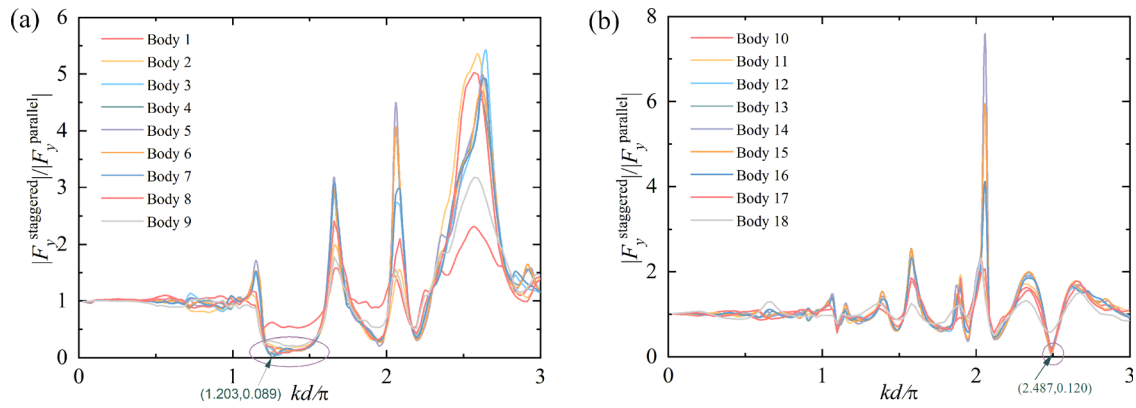 (a)
|F_y^staggered|/|F_y^parallel|
6
5
4
3
2
1
0
Body 1
Body 2
Body 3
Body 4
Body 5
Body 6
Body 7
Body 8
Body 9
0
1
2
3
(1.203,0.089)
kd/π
(b)
|F_y^staggered|/|F_y^parallel|
8
6
4
2
0
Body 10
Body 11
Body 12
Body 13
Body 14
Body 15
Body 16
Body 17
Body 18
0
1
2
3
kd/π
(2.487,0.120)